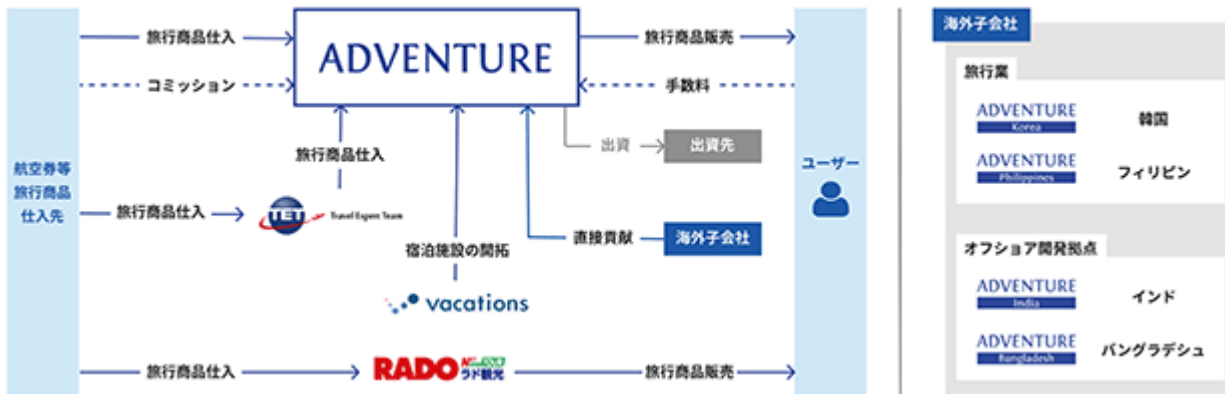 旅行商品仕入
ADVENTURE
旅行商品販売
コミッション
手数料
旅行商品仕入
出資
出資先
航空券等
旅行商品
仕入先
ユーザー
旅行商品仕入
TET Travel Expert Team
直接貢献
海外子会社
宿泊施設の開拓
vacations
旅行商品仕入
RADO ラド観光
旅行商品販売
海外子会社
旅行業
ADVENTURE
Korea
韓国
ADVENTURE
Philippines
フィリピン
オフショア開発拠点
ADVENTURE
India
インド
ADVENTURE
Bangladesh
バングラデシュ